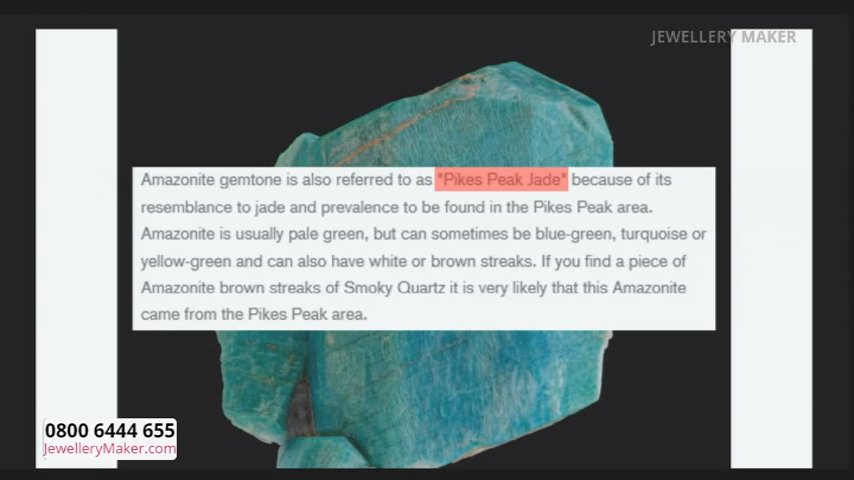 JEWELLERY MAKER
Amazonite gemtone is also referred to as "Pikes Peak Jade" because of its
resemblance to jade and prevalence to be found in the Pikes Peak area.
Amazonite is usually pale green, but can sometimes be blue-green, turquoise or
yellow-green and can also have white or brown streaks. If you find a piece of
Amazonite brown streaks of Smoky Quartz it is very likely that this Amazonite
came from the Pikes Peak area.
0800 6444 655
JewelleryMaker.com